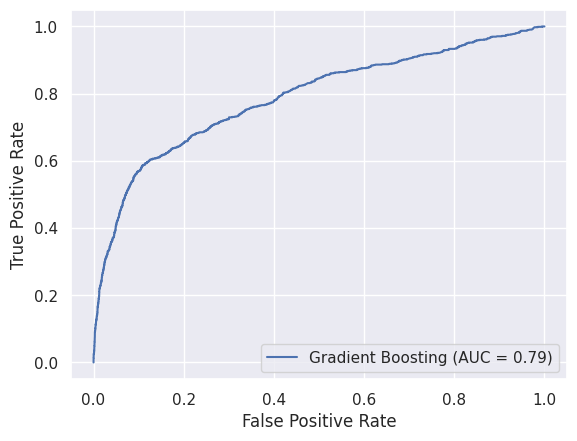 1.0
0.8
0.6
0.4
0.2
0.0
True Positive Rate
Gradient Boosting (AUC = 0.79)
0.0 0.2 0.4 0.6 0.8 1.0
False Positive Rate